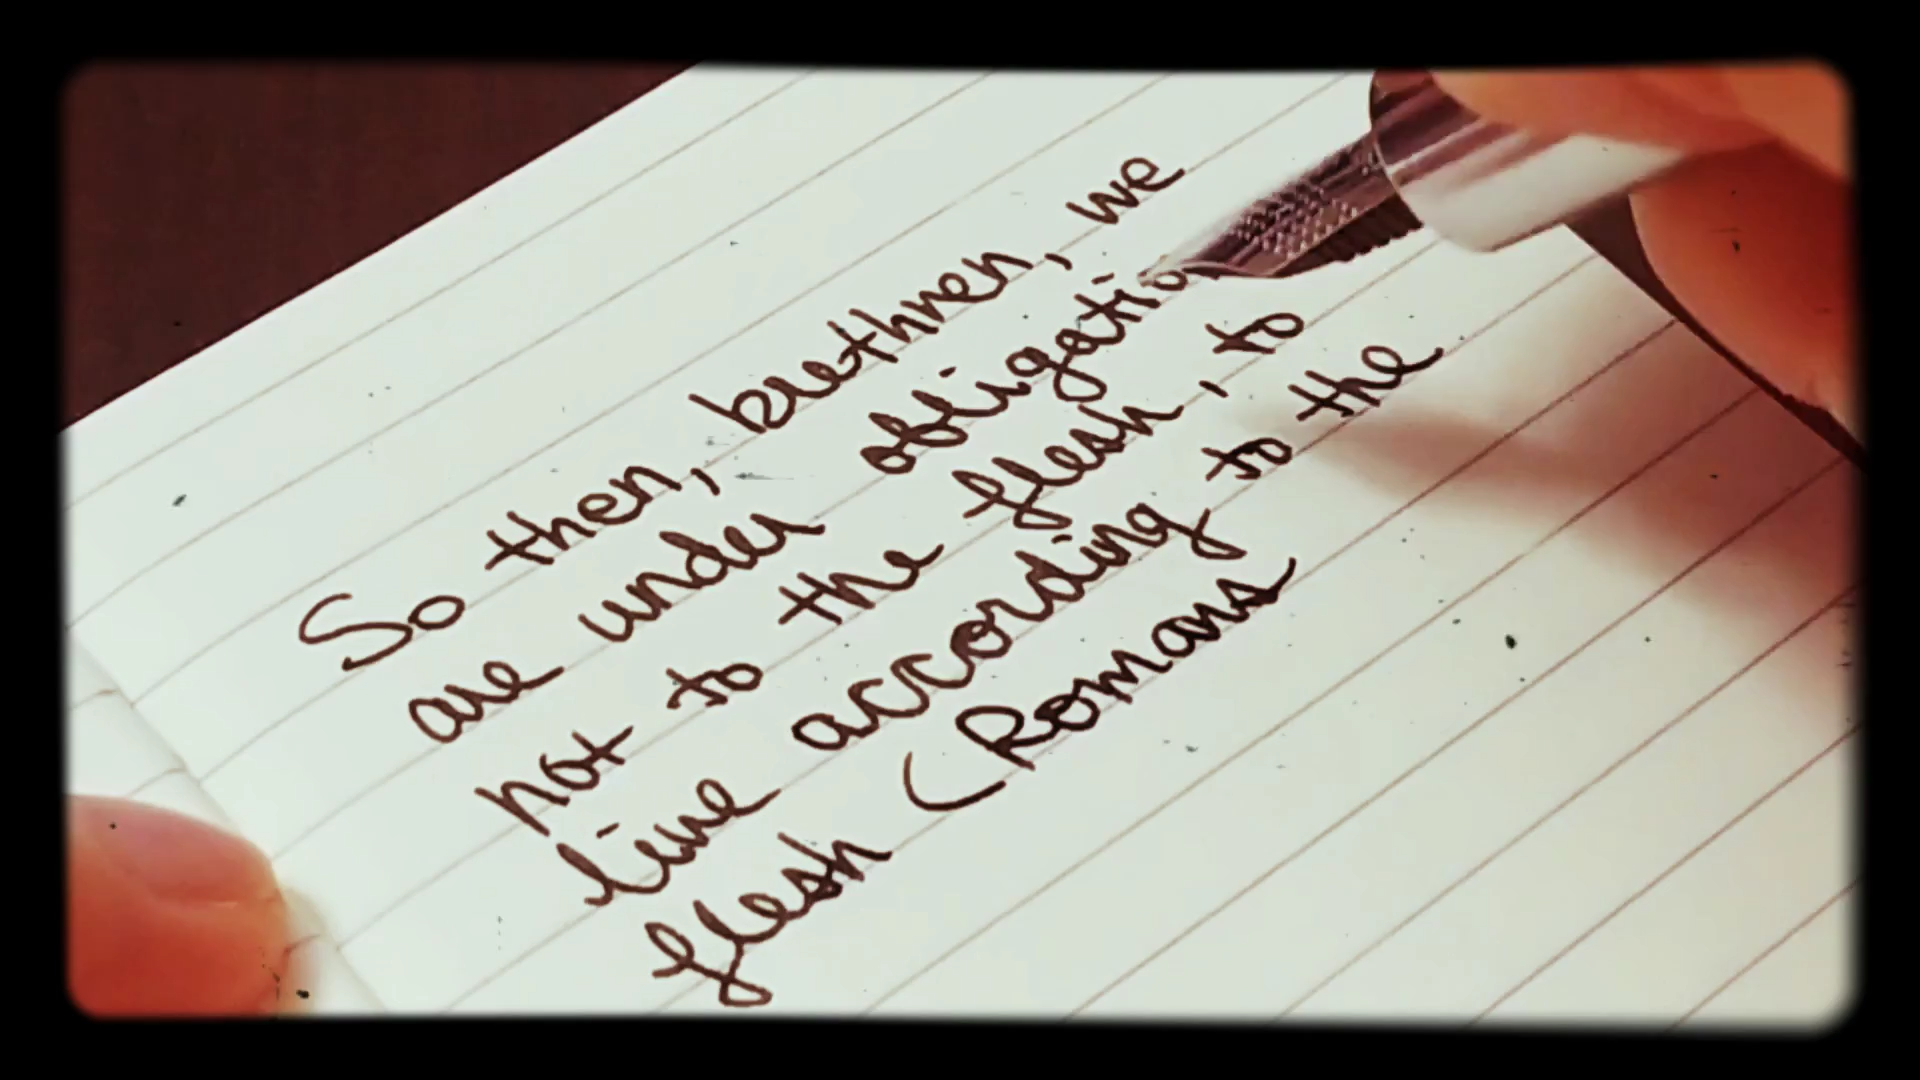 So then, brethren, we
are under obligatio
not to the flesh, to
live according to the
flesh (Romans